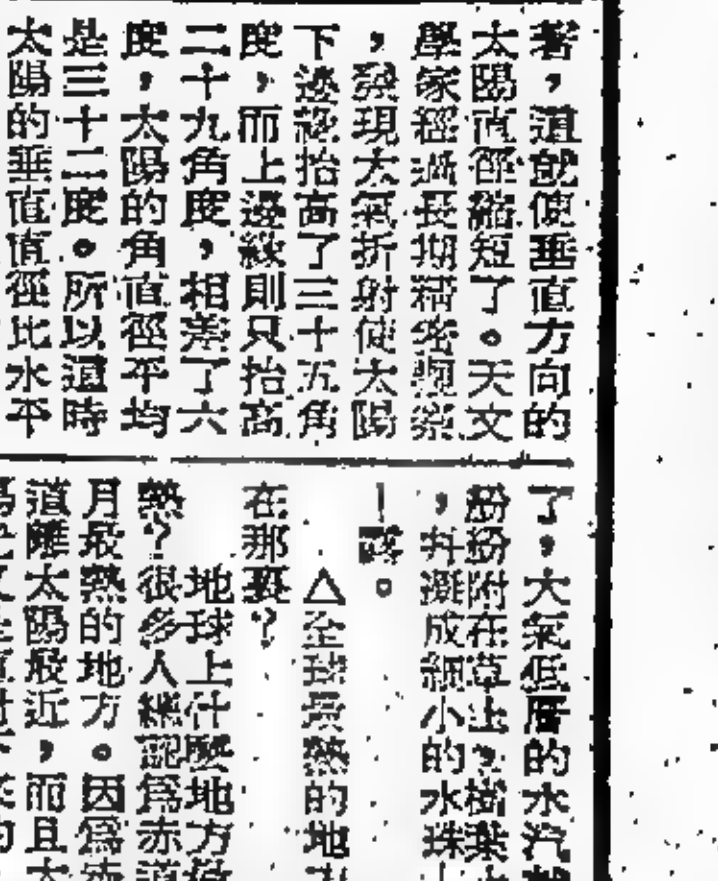 著，這就使垂直方向的
太陽直徑縮短了。天文
學家經過長期精密觀察
，發現大氣折射使太陽
下邊緣抬高了三十五角
度，而上邊緣則只抬高
二十九角度，相差了六
度，太陽的角直徑平均
是三十二度。所以這時
太陽的垂直直徑比水平
了，大氣低層的水汽就
紛紛附在草上，樹葉上
，并凝成細小的水珠—
—露。
△全球最熱的地方
在那裏？
地球上什麼地方最
熱？很多人總認為赤道
月最熱的地方。因為赤
道離太陽最近，而且太